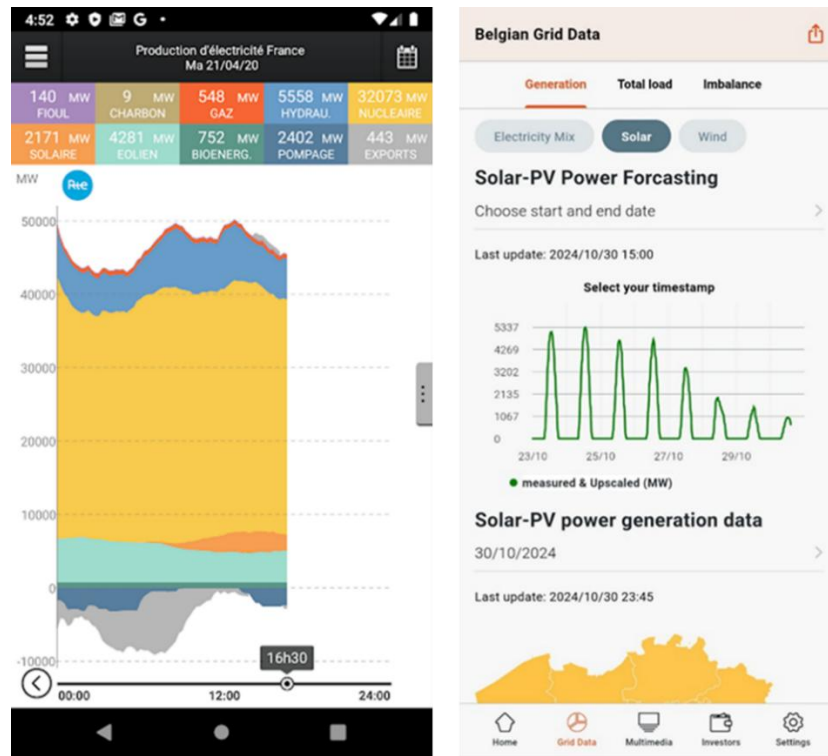 4:52 G
Production d'électricité France
Ma 21/04/20
140 MW 9 MW 548 MW 5558 MW 32073 MW
FIOUL CHARBON GAZ HYDRAU. NUCLEAIRE
2171 MW 4281 MW 752 MW 2402 MW 443 MW
SOLAIRE EOLIEN BIOENERG. POMPAGE EXPORTS
MW
Rte
50000
40000
30000
20000
10000
0
-10000
16h30
00:00 12:00 24:00
Belgian Grid Data
Generation Total load Imbalance
Electricity Mix Solar Wind
Solar-PV Power Forcasting
Choose start and end date
Last update: 2024/10/30 15:00
Select your timestamp
5337
4269
3202
2135
1067
0
23/10 25/10 27/10 29/10
measured & Upscaled (MW)
Solar-PV power generation data
30/10/2024
Last update: 2024/10/30 23:45
Home Grid Data Multimedia Investors Settings